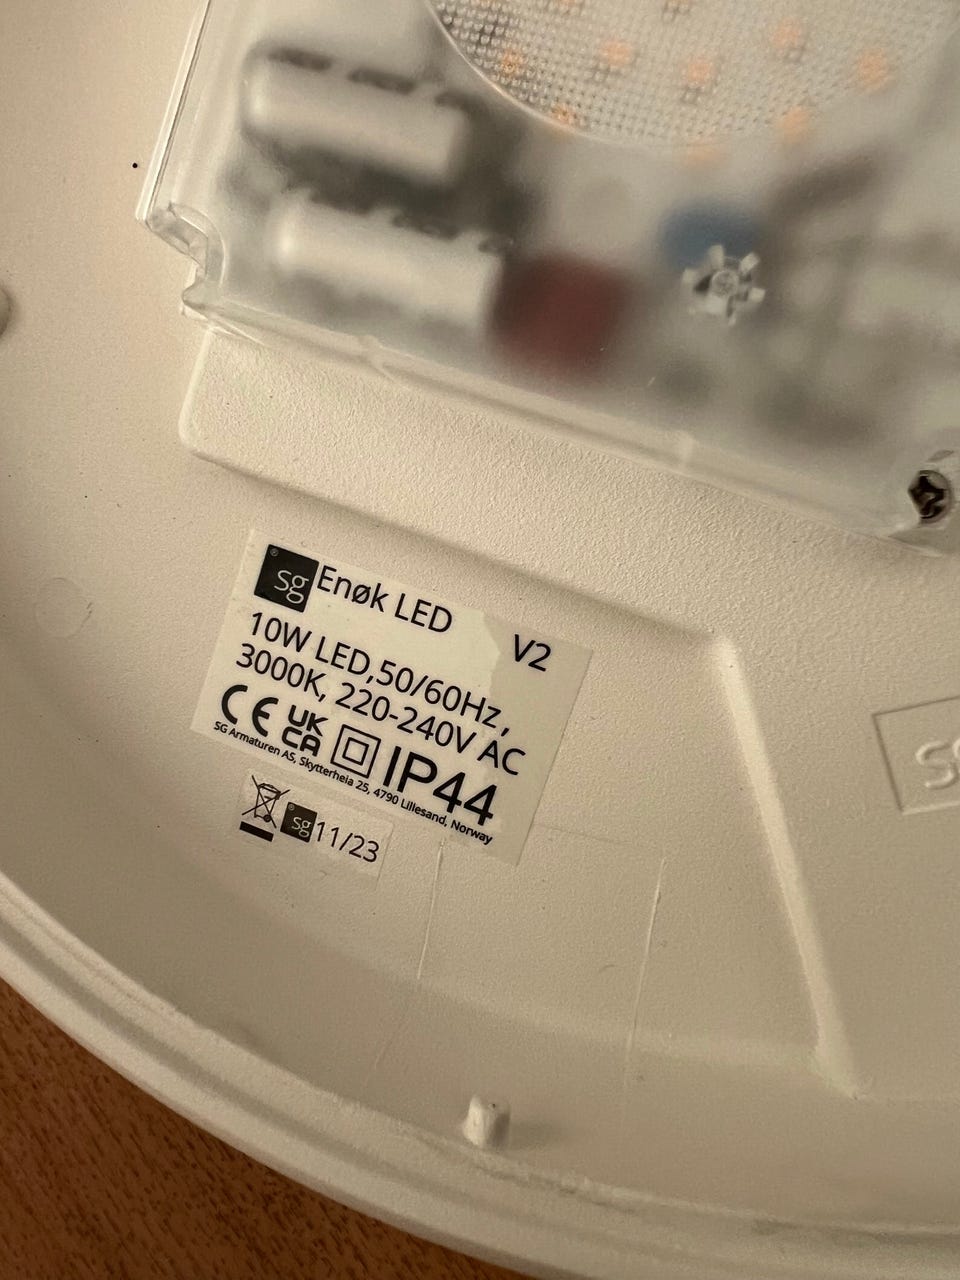 ® sg Enøk LED V2
10W LED,50/60Hz,
3000K, 220-240V AC
CE UK CA IP44
SG Armaturen AS, Skytterheia 25, 4790 Lillesand, Norway
® sg 11/23
sg